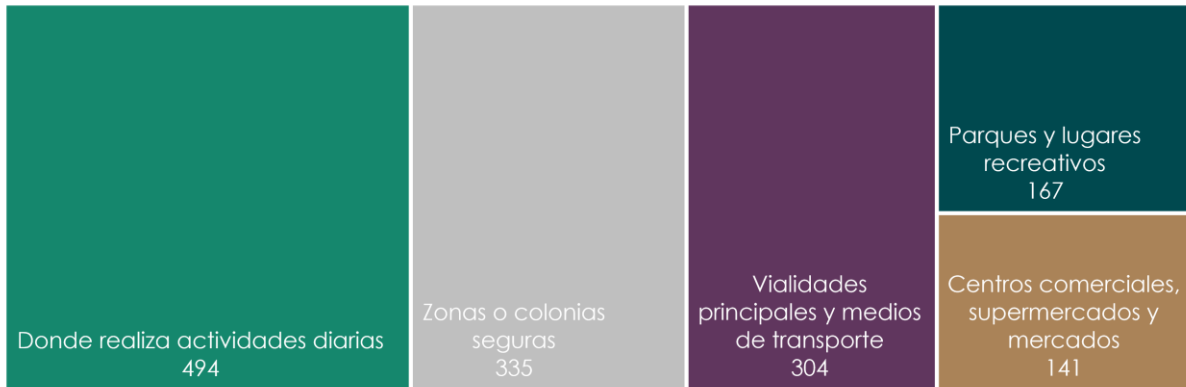 Donde realiza actividades diarias
494
Zonas o colonias
seguras
335
Vialidades
principales y medios
de transporte
304
Parques y lugares
recreativos
167
Centros comerciales,
supermercados y
mercados
141